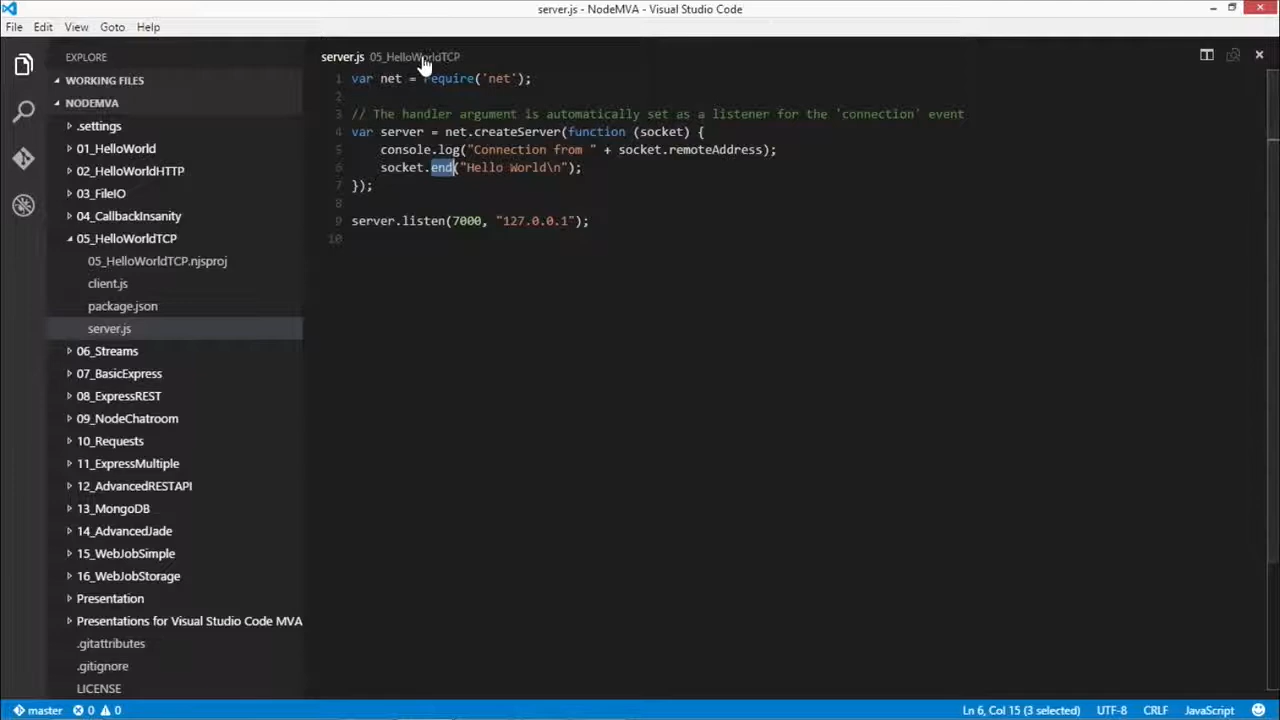 server.js - NodeMVA - Visual Studio Code
File Edit View Goto Help
EXPLORE
WORKING FILES
NODEMVA
.settings
01_HelloWorld
02_HelloWorldHTTP
03_FileIO
04_CallbackInsanity
05_HelloWorldTCP
05_HelloWorldTCP.njsproj
client.js
package.json
server.js
06_Streams
07_BasicExpress
08_ExpressREST
09_NodeChatroom
10_Requests
11_ExpressMultiple
12_AdvancedRESTAPI
13_MongoDB
14_AdvancedJade
15_WebJobSimple
16_WebJobStorage
Presentation
Presentations for Visual Studio Code MVA
.gitattributes
.gitignore
LICENSE
server.js 05_HelloWorldTCP
1 var net = require('net');
2
3 // The handler argument is automatically set as a listener for the 'connection' event
4 var server = net.createServer(function (socket) {
5 console.log("Connection from " + socket.remoteAddress);
6 socket.end("Hello World\n");
7 });
8
9 server.listen(7000, "127.0.0.1");
10
master 0 0 Ln 6, Col 15 (3 selected) UTF-8 CRLF JavaScript